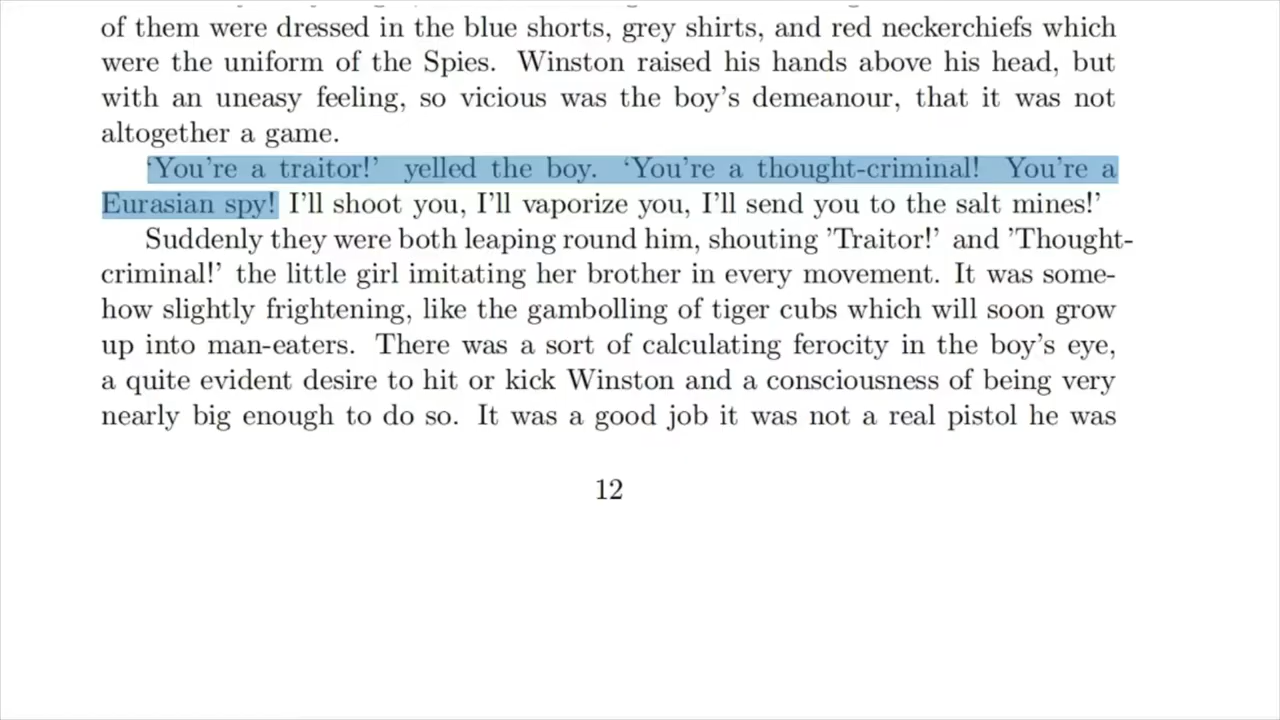 of them were dressed in the blue shorts, grey shirts, and red neckerchiefs which
were the uniform of the Spies. Winston raised his hands above his head, but
with an uneasy feeling, so vicious was the boy's demeanour, that it was not
altogether a game.
‘You're a traitor!’ yelled the boy. ‘You're a thought-criminal! You're a
Eurasian spy! I'll shoot you, I'll vaporize you, I'll send you to the salt mines!’
Suddenly they were both leaping round him, shouting ’Traitor!’ and ’Thought-
criminal!’ the little girl imitating her brother in every movement. It was some-
how slightly frightening, like the gambolling of tiger cubs which will soon grow
up into man-eaters. There was a sort of calculating ferocity in the boy's eye,
a quite evident desire to hit or kick Winston and a consciousness of being very
nearly big enough to do so. It was a good job it was not a real pistol he was
12